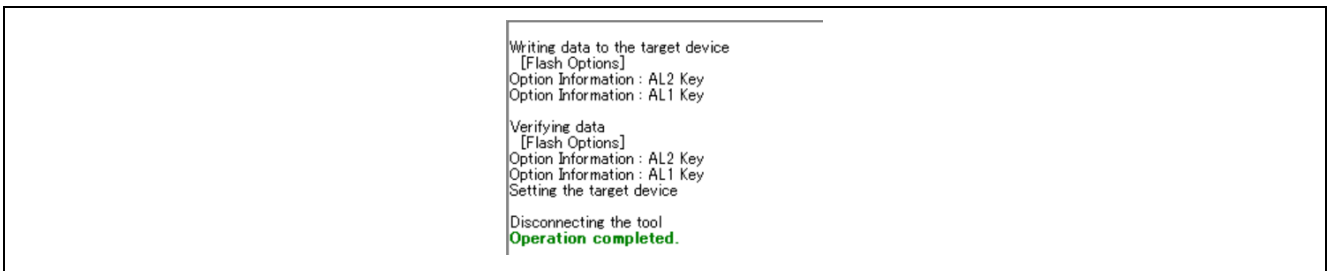 Writing data to the target device
[Flash Options]
Option Information : AL2 Key
Option Information : AL1 Key
Verifying data
[Flash Options]
Option Information : AL2 Key
Option Information : AL1 Key
Setting the target device
Disconnecting the tool
Operation completed.